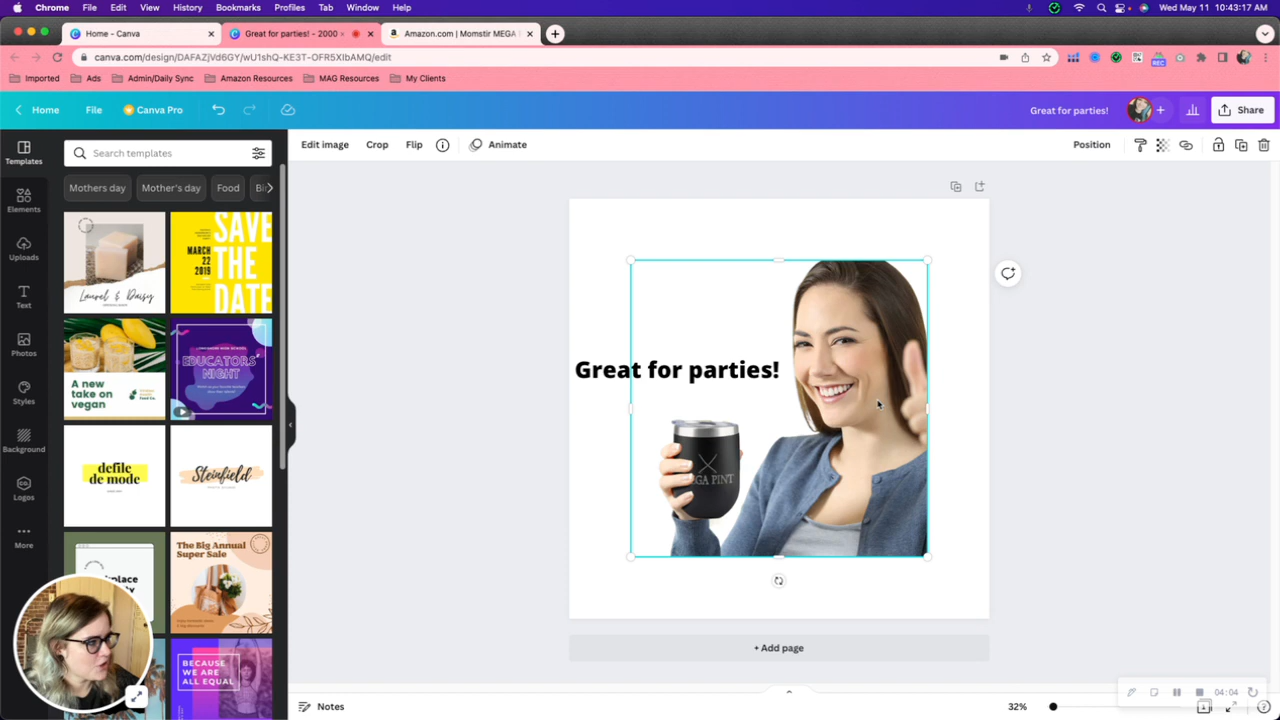 Chrome File Edit View History Bookmarks Profiles Tab Window Help Wed May 11 10:43:17 AM
Home - Canva Great for parties! - 2000 Amazon.com | Momstir MEGA
canva.com/design/DAFAZjVd6GY/wU1shQ-KE3T-OFR5XIbAMQ/edit
Imported Ads Admin/Daily Sync Amazon Resources MAG Resources My Clients
Home File Canva Pro Great for parties! Share
Templates
Elements
Uploads
Text
Photos
Styles
Background
Logos
More
Search templates
Mothers day Mother's day Food
Laurel & Daisy
SAVE
THE
DATE
MARCH
22
2019
A new
take on
vegan
EDUCATORS'
NIGHT
defile
de mode
Steinfield
The Big Annual
Super Sale
BECAUSE
WE ARE
ALL EQUAL
Edit image Crop Flip Animate Position
Great for parties!
MEGA PINT
+ Add page
Notes 32%
04:04